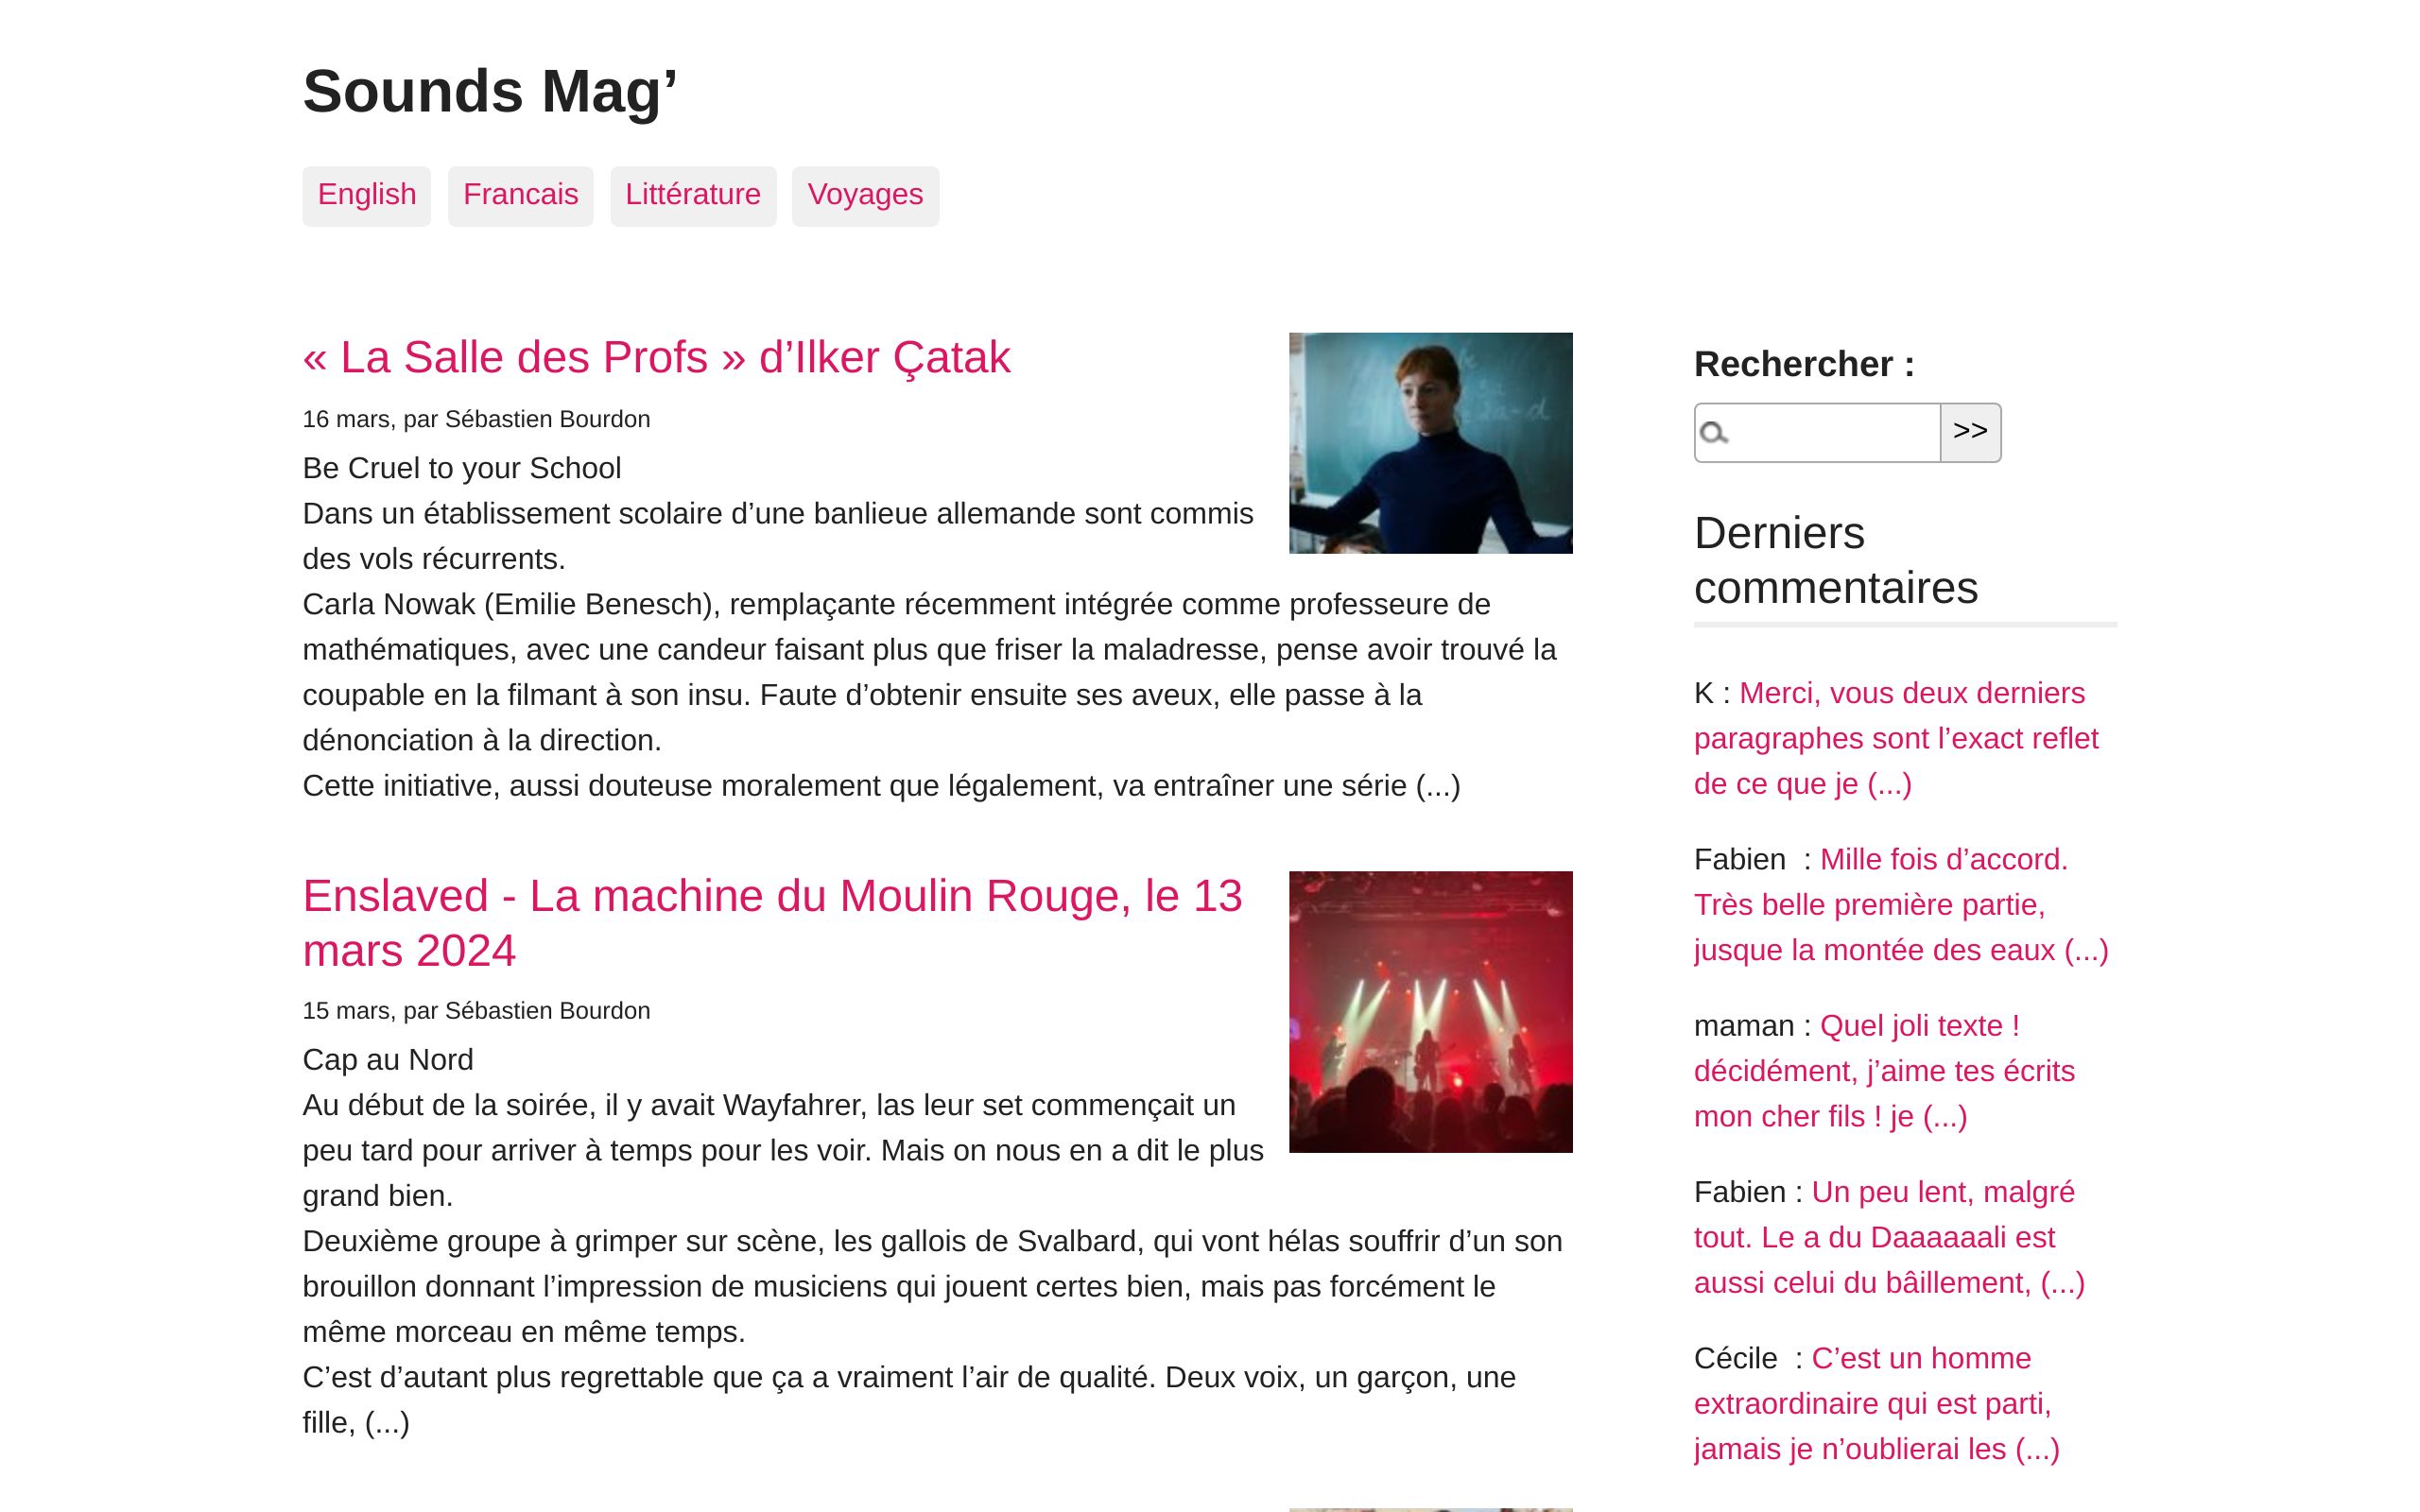 Sounds Mag’
English
Francais
Littérature
Voyages
« La Salle des Profs » d’Ilker Çatak
16 mars, par Sébastien Bourdon
Be Cruel to your School
Dans un établissement scolaire d’une banlieue allemande sont commis
des vols récurrents.
Carla Nowak (Emilie Benesch), remplaçante récemment intégrée comme professeure de
mathématiques, avec une candeur faisant plus que friser la maladresse, pense avoir trouvé la
coupable en la filmant à son insu. Faute d’obtenir ensuite ses aveux, elle passe à la
dénonciation à la direction.
Cette initiative, aussi douteuse moralement que légalement, va entraîner une série (...)
Enslaved - La machine du Moulin Rouge, le 13
mars 2024
15 mars, par Sébastien Bourdon
Cap au Nord
Au début de la soirée, il y avait Wayfahrer, las leur set commençait un
peu tard pour arriver à temps pour les voir. Mais on nous en a dit le plus
grand bien.
Deuxième groupe à grimper sur scène, les gallois de Svalbard, qui vont hélas souffrir d’un son
brouillon donnant l’impression de musiciens qui jouent certes bien, mais pas forcément le
même morceau en même temps.
C’est d’autant plus regrettable que ça a vraiment l’air de qualité. Deux voix, un garçon, une
fille, (...)
Rechercher :
>>
Derniers
commentaires
K : Merci, vous deux derniers
paragraphes sont l’exact reflet
de ce que je (...)
Fabien  : Mille fois d’accord.
Très belle première partie,
jusque la montée des eaux (...)
maman : Quel joli texte !
décidément, j’aime tes écrits
mon cher fils ! je (...)
Fabien : Un peu lent, malgré
tout. Le a du Daaaaaali est
aussi celui du bâillement, (...)
Cécile  : C’est un homme
extraordinaire qui est parti,
jamais je n’oublierai les (...)